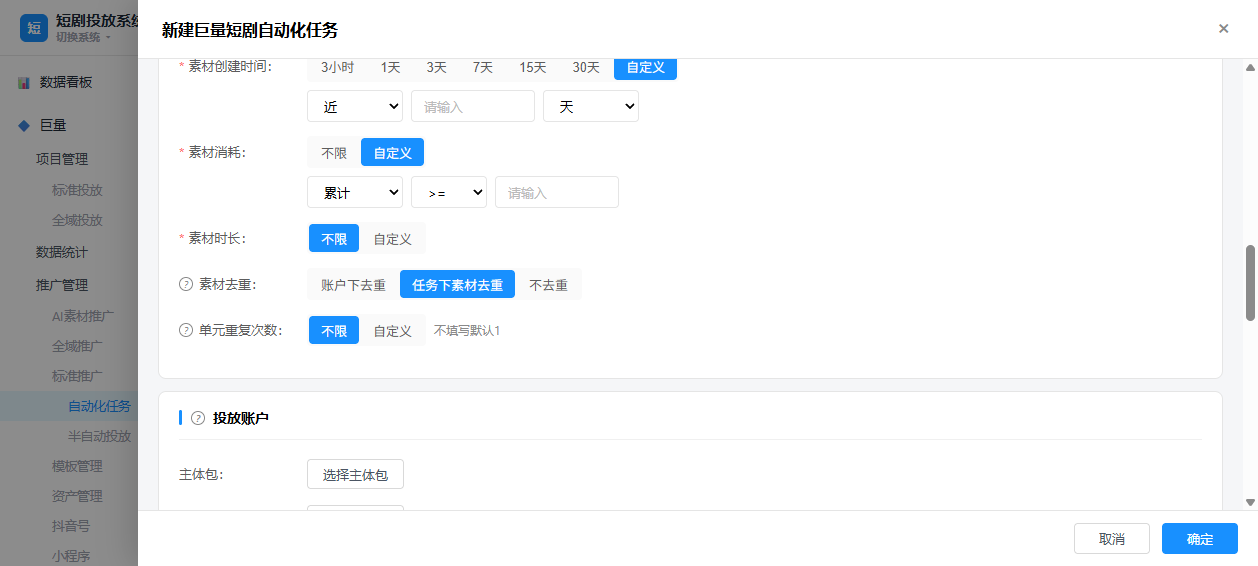 短 短剧投放系统
切换系统
数据看板
巨量
项目管理
标准投放
全域投放
数据统计
推广管理
AI素材推广
全域推广
标准推广
自动化任务
半自动投放
模板管理
资产管理
抖音号
小程序
新建巨量短剧自动化任务 ×
* 素材创建时间: 3小时 1天 3天 7天 15天 30天 自定义
近 请输入 天
* 素材消耗: 不限 自定义
累计 >= 请输入
* 素材时长: 不限 自定义
? 素材去重: 账户下去重 任务下素材去重 不去重
? 单元重复次数: 不限 自定义 不填写默认1
? 投放账户
主体包: 选择主体包
取消 确定